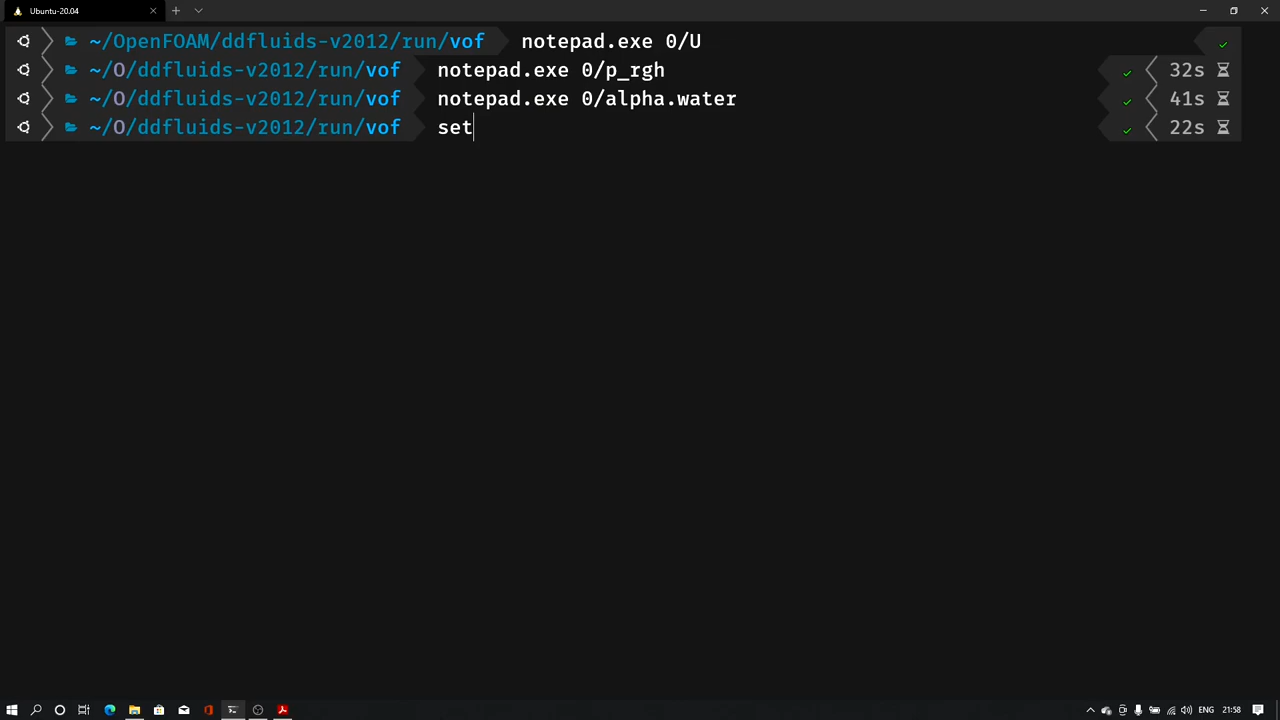 Ubuntu-20.04
~/OpenFOAM/ddfluids-v2012/run/vof notepad.exe 0/U
~/O/ddfluids-v2012/run/vof notepad.exe 0/p_rgh 32s
~/O/ddfluids-v2012/run/vof notepad.exe 0/alpha.water 41s
~/O/ddfluids-v2012/run/vof set 22s
ENG 21:58